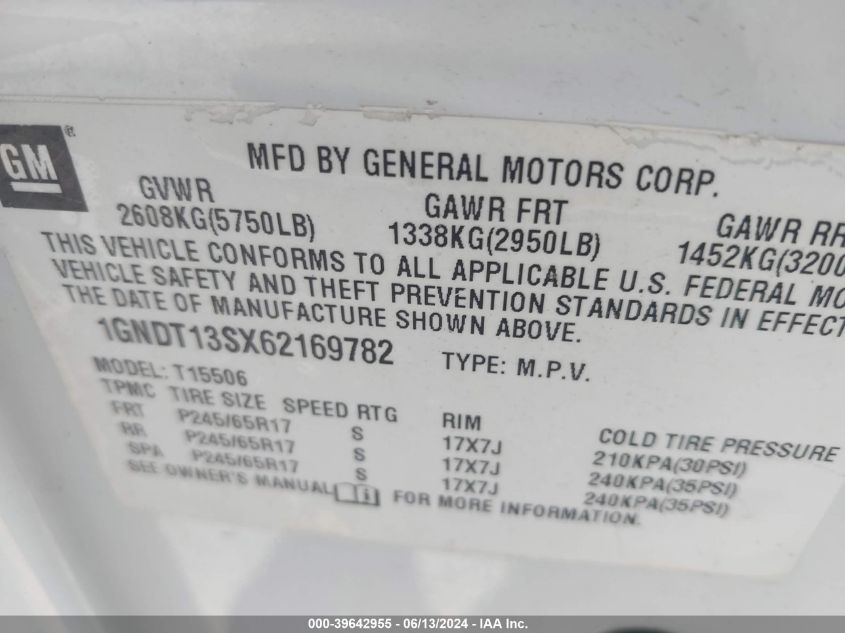 GM ®
MFD BY GENERAL MOTORS CORP.
GVWR GAWR FRT GAWR RR
2608KG(5750LB) 1338KG(2950LB) 1452KG(3200
THIS VEHICLE CONFORMS TO ALL APPLICABLE U.S. FEDERAL MO
VEHICLE SAFETY AND THEFT PREVENTION STANDARDS IN EFFECT
THE DATE OF MANUFACTURE SHOWN ABOVE.
1GNDT13SX62169782 TYPE: M.P.V.
MODEL: T15506
TPMC TIRE SIZE SPEED RTG RIM COLD TIRE PRESSURE
FRT P245/65R17 S 17X7J 210KPA(30PSI)
RR P245/65R17 S 17X7J 240KPA(35PSI)
SPA P245/65R17 S 17X7J 240KPA(35PSI)
SEE OWNER'S MANUAL FOR MORE INFORMATION.
000-39642955 - 06/13/2024 - IAA Inc.